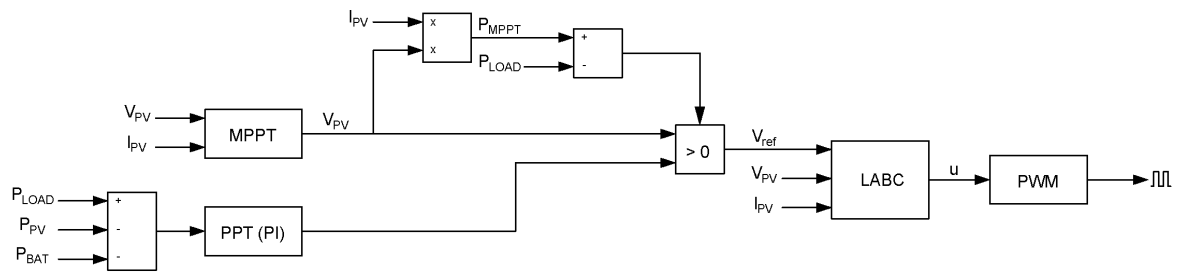 I_PV
x
x
P_MPPT
P_LOAD
+
-
V_PV
I_PV
MPPT
V_PV
> 0
V_ref
V_PV
I_PV
LABC
u
PWM
P_LOAD
P_PV
P_BAT
+
-
-
PPT (PI)